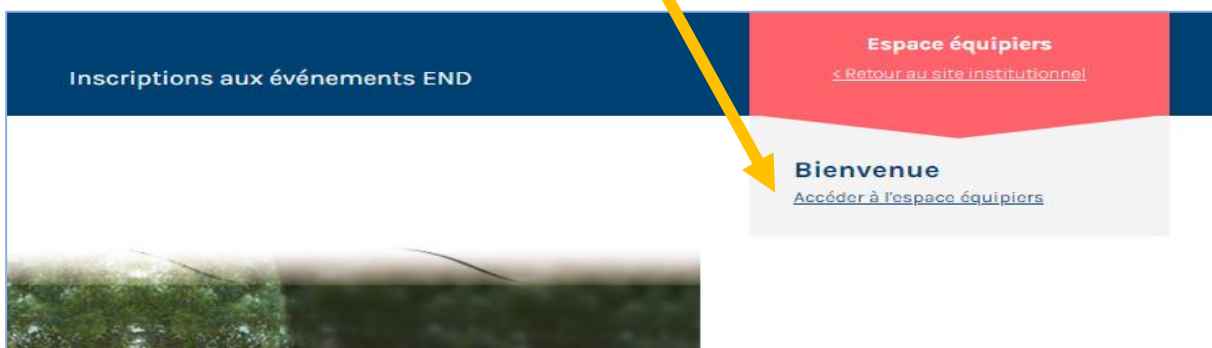 Espace équipiers
Inscriptions aux événements END
< Retour au site institutionnel
Bienvenue
Accéder à l'espace équipiers